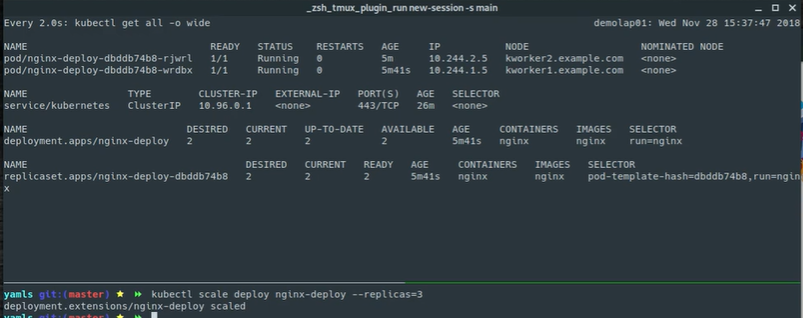 _zsh_tmux_plugin_run new-session -s main
Every 2.0s: kubectl get all -o wide demolap01: Wed Nov 28 15:37:47 2018
NAME READY STATUS RESTARTS AGE IP NODE NOMINATED NODE
pod/nginx-deploy-dbddb74b8-rjwrl 1/1 Running 0 5m 10.244.2.5 kworker2.example.com <none>
pod/nginx-deploy-dbddb74b8-wrdbx 1/1 Running 0 5m41s 10.244.1.5 kworker1.example.com <none>
NAME TYPE CLUSTER-IP EXTERNAL-IP PORT(S) AGE SELECTOR
service/kubernetes ClusterIP 10.96.0.1 <none> 443/TCP 26m <none>
NAME DESIRED CURRENT UP-TO-DATE AVAILABLE AGE CONTAINERS IMAGES SELECTOR
deployment.apps/nginx-deploy 2 2 2 2 5m41s nginx nginx run=nginx
NAME DESIRED CURRENT READY AGE CONTAINERS IMAGES SELECTOR
replicaset.apps/nginx-deploy-dbddb74b8 2 2 2 5m41s nginx nginx pod-template-hash=dbddb74b8,run=ngin
x
yamls git:(master) ★ ⏩ kubectl scale deploy nginx-deploy --replicas=3
deployment.extensions/nginx-deploy scaled
yamls git:(master) ★ ⏩